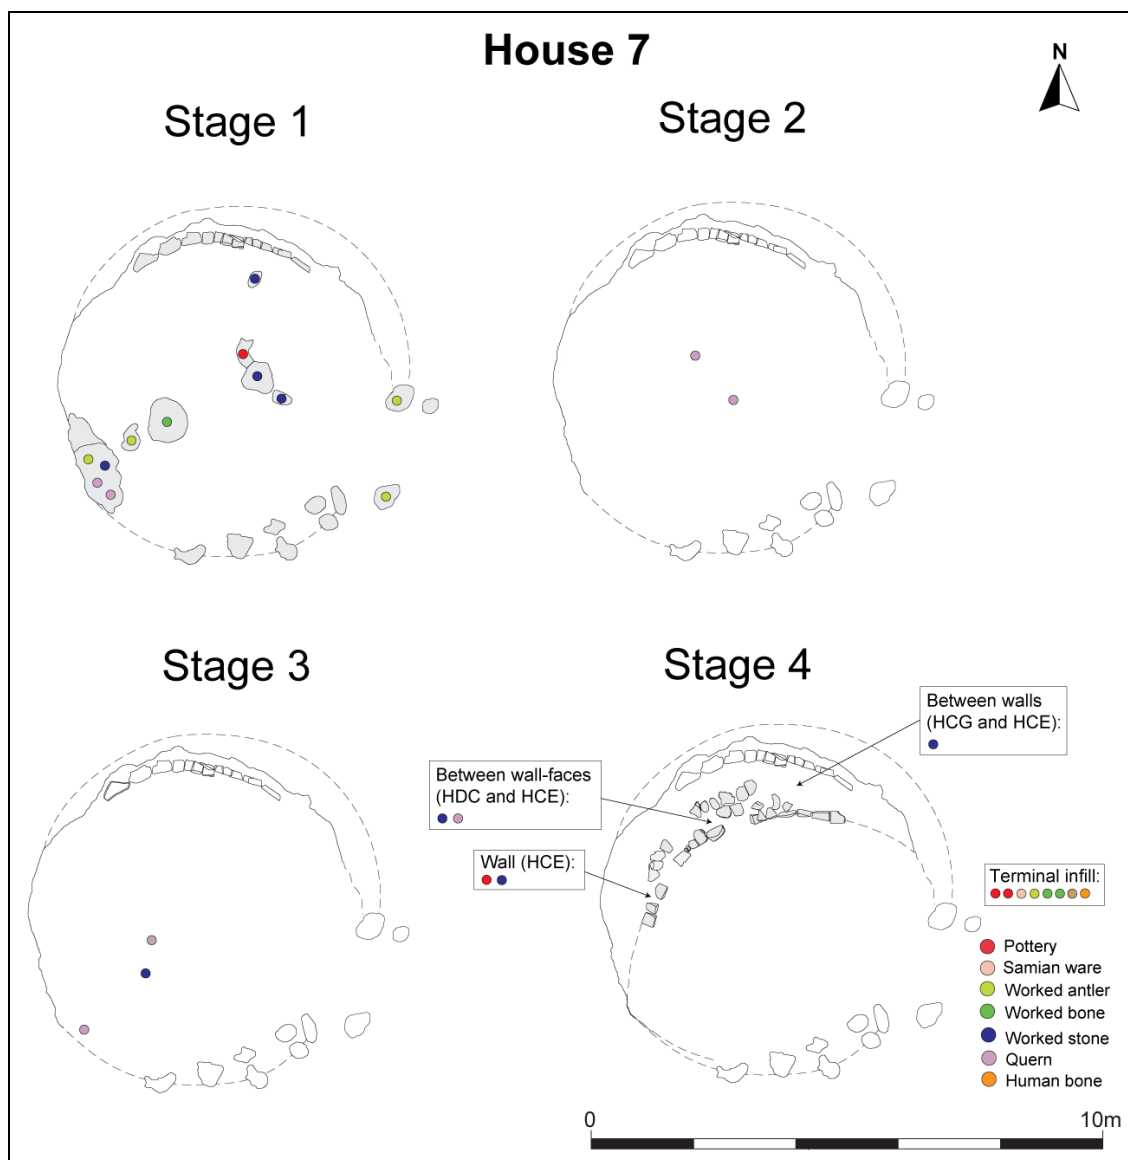 House 7
N
Stage 1
Stage 2
Stage 3
Stage 4
Between walls
(HCG and HCE):
Between wall-faces
(HDC and HCE):
Wall (HCE):
Terminal infill:
Pottery
Samian ware
Worked antler
Worked bone
Worked stone
Quern
Human bone
0
10m